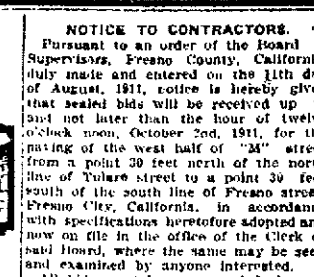 NOTICE TO CONTRACTORS.
Pursuant to an order of the Board
Supervisors, Fresno County, Californi
duly made and entered on the 11th d
of August, 1911, notice is hereby give
that sealed bids will be received up
and not later than the hour of twel
o'clock noon, October 2nd, 1911, for th
paving of the west half of "M" stree
from a point 30 feet north of the nor
line of Tulare street to a point 30 fe
south of the south line of Fresno stree
Fresno City, California, in accordan
with specifications heretofore adopted an
now on file in the office of the Clerk o
said Board, where the same may be see
and examined by anyone interested.